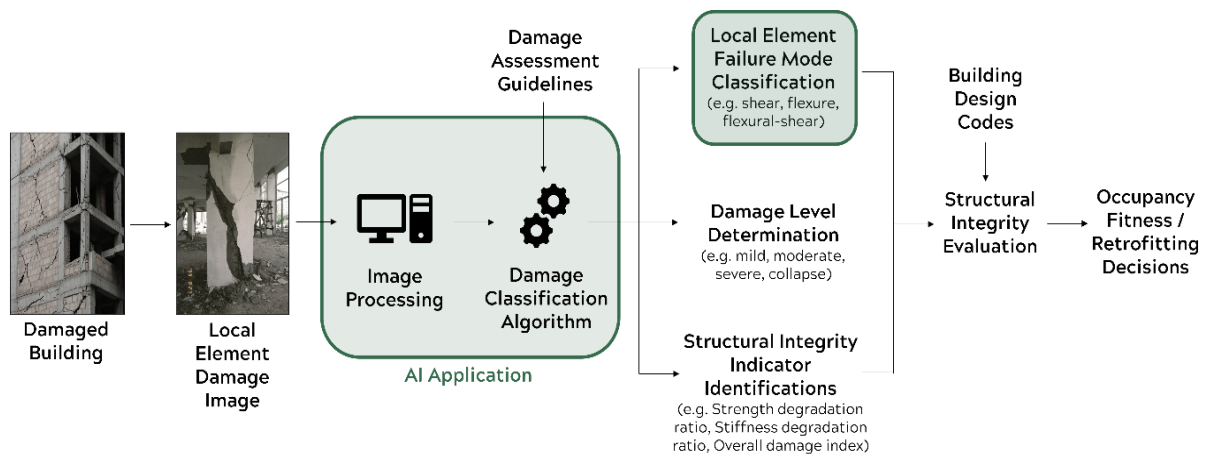 Damaged
Building
Local
Element
Damage
Image
Damage
Assessment
Guidelines
Image
Processing
Damage
Classification
Algorithm
AI Application
Local Element
Failure Mode
Classification
(e.g. shear, flexure,
flexural-shear)
Damage Level
Determination
(e.g. mild, moderate,
severe, collapse)
Structural Integrity
Indicator
Identifications
(e.g. Strength degradation
ratio, Stiffness degradation
ratio, Overall damage index)
Building
Design
Codes
Structural
Integrity
Evaluation
Occupancy
Fitness /
Retrofitting
Decisions